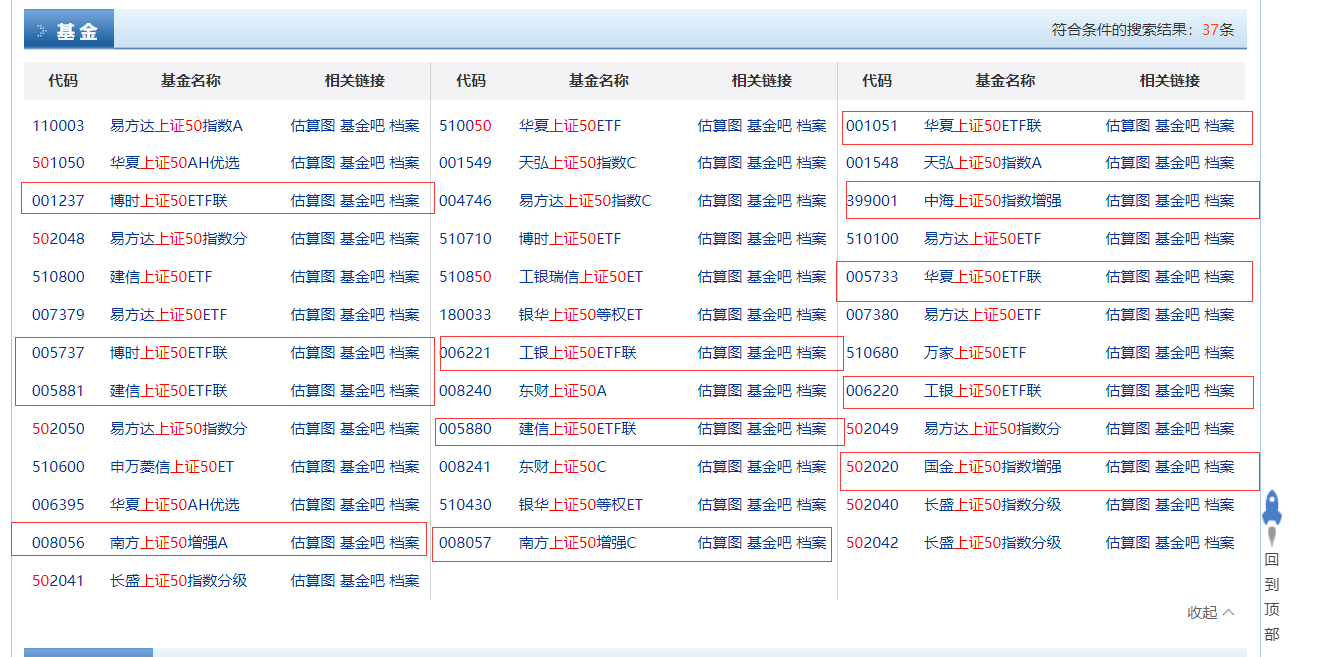 基金 符合条件的搜索结果：37条
代码 基金名称 相关链接 代码 基金名称 相关链接 代码 基金名称 相关链接
110003 易方达上证50指数A 估算图 基金吧 档案 510050 华夏上证50ETF 估算图 基金吧 档案 001051 华夏上证50ETF联 估算图 基金吧 档案
501050 华夏上证50AH优选 估算图 基金吧 档案 001549 天弘上证50指数C 估算图 基金吧 档案 001548 天弘上证50指数A 估算图 基金吧 档案
001237 博时上证50ETF联 估算图 基金吧 档案 004746 易方达上证50指数C 估算图 基金吧 档案 399001 中海上证50指数增强 估算图 基金吧 档案
502048 易方达上证50指数分 估算图 基金吧 档案 510710 博时上证50ETF 估算图 基金吧 档案 510100 易方达上证50ETF 估算图 基金吧 档案
510800 建信上证50ETF 估算图 基金吧 档案 510850 工银瑞信上证50ET 估算图 基金吧 档案 005733 华夏上证50ETF联 估算图 基金吧 档案
007379 易方达上证50ETF 估算图 基金吧 档案 180033 银华上证50等权ET 估算图 基金吧 档案 007380 易方达上证50ETF 估算图 基金吧 档案
005737 博时上证50ETF联 估算图 基金吧 档案 006221 工银上证50ETF联 估算图 基金吧 档案 510680 万家上证50ETF 估算图 基金吧 档案
005881 建信上证50ETF联 估算图 基金吧 档案 008240 东财上证50A 估算图 基金吧 档案 006220 工银上证50ETF联 估算图 基金吧 档案
502050 易方达上证50指数分 估算图 基金吧 档案 005880 建信上证50ETF联 估算图 基金吧 档案 502049 易方达上证50指数分 估算图 基金吧 档案
510600 申万菱信上证50ET 估算图 基金吧 档案 008241 东财上证50C 估算图 基金吧 档案 502020 国金上证50指数增强 估算图 基金吧 档案
006395 华夏上证50AH优选 估算图 基金吧 档案 510430 银华上证50等权ET 估算图 基金吧 档案 502040 长盛上证50指数分级 估算图 基金吧 档案
008056 南方上证50增强A 估算图 基金吧 档案 008057 南方上证50增强C 估算图 基金吧 档案 502042 长盛上证50指数分级 估算图 基金吧 档案
502041 长盛上证50指数分级 估算图 基金吧 档案
收起
回
到
顶
部